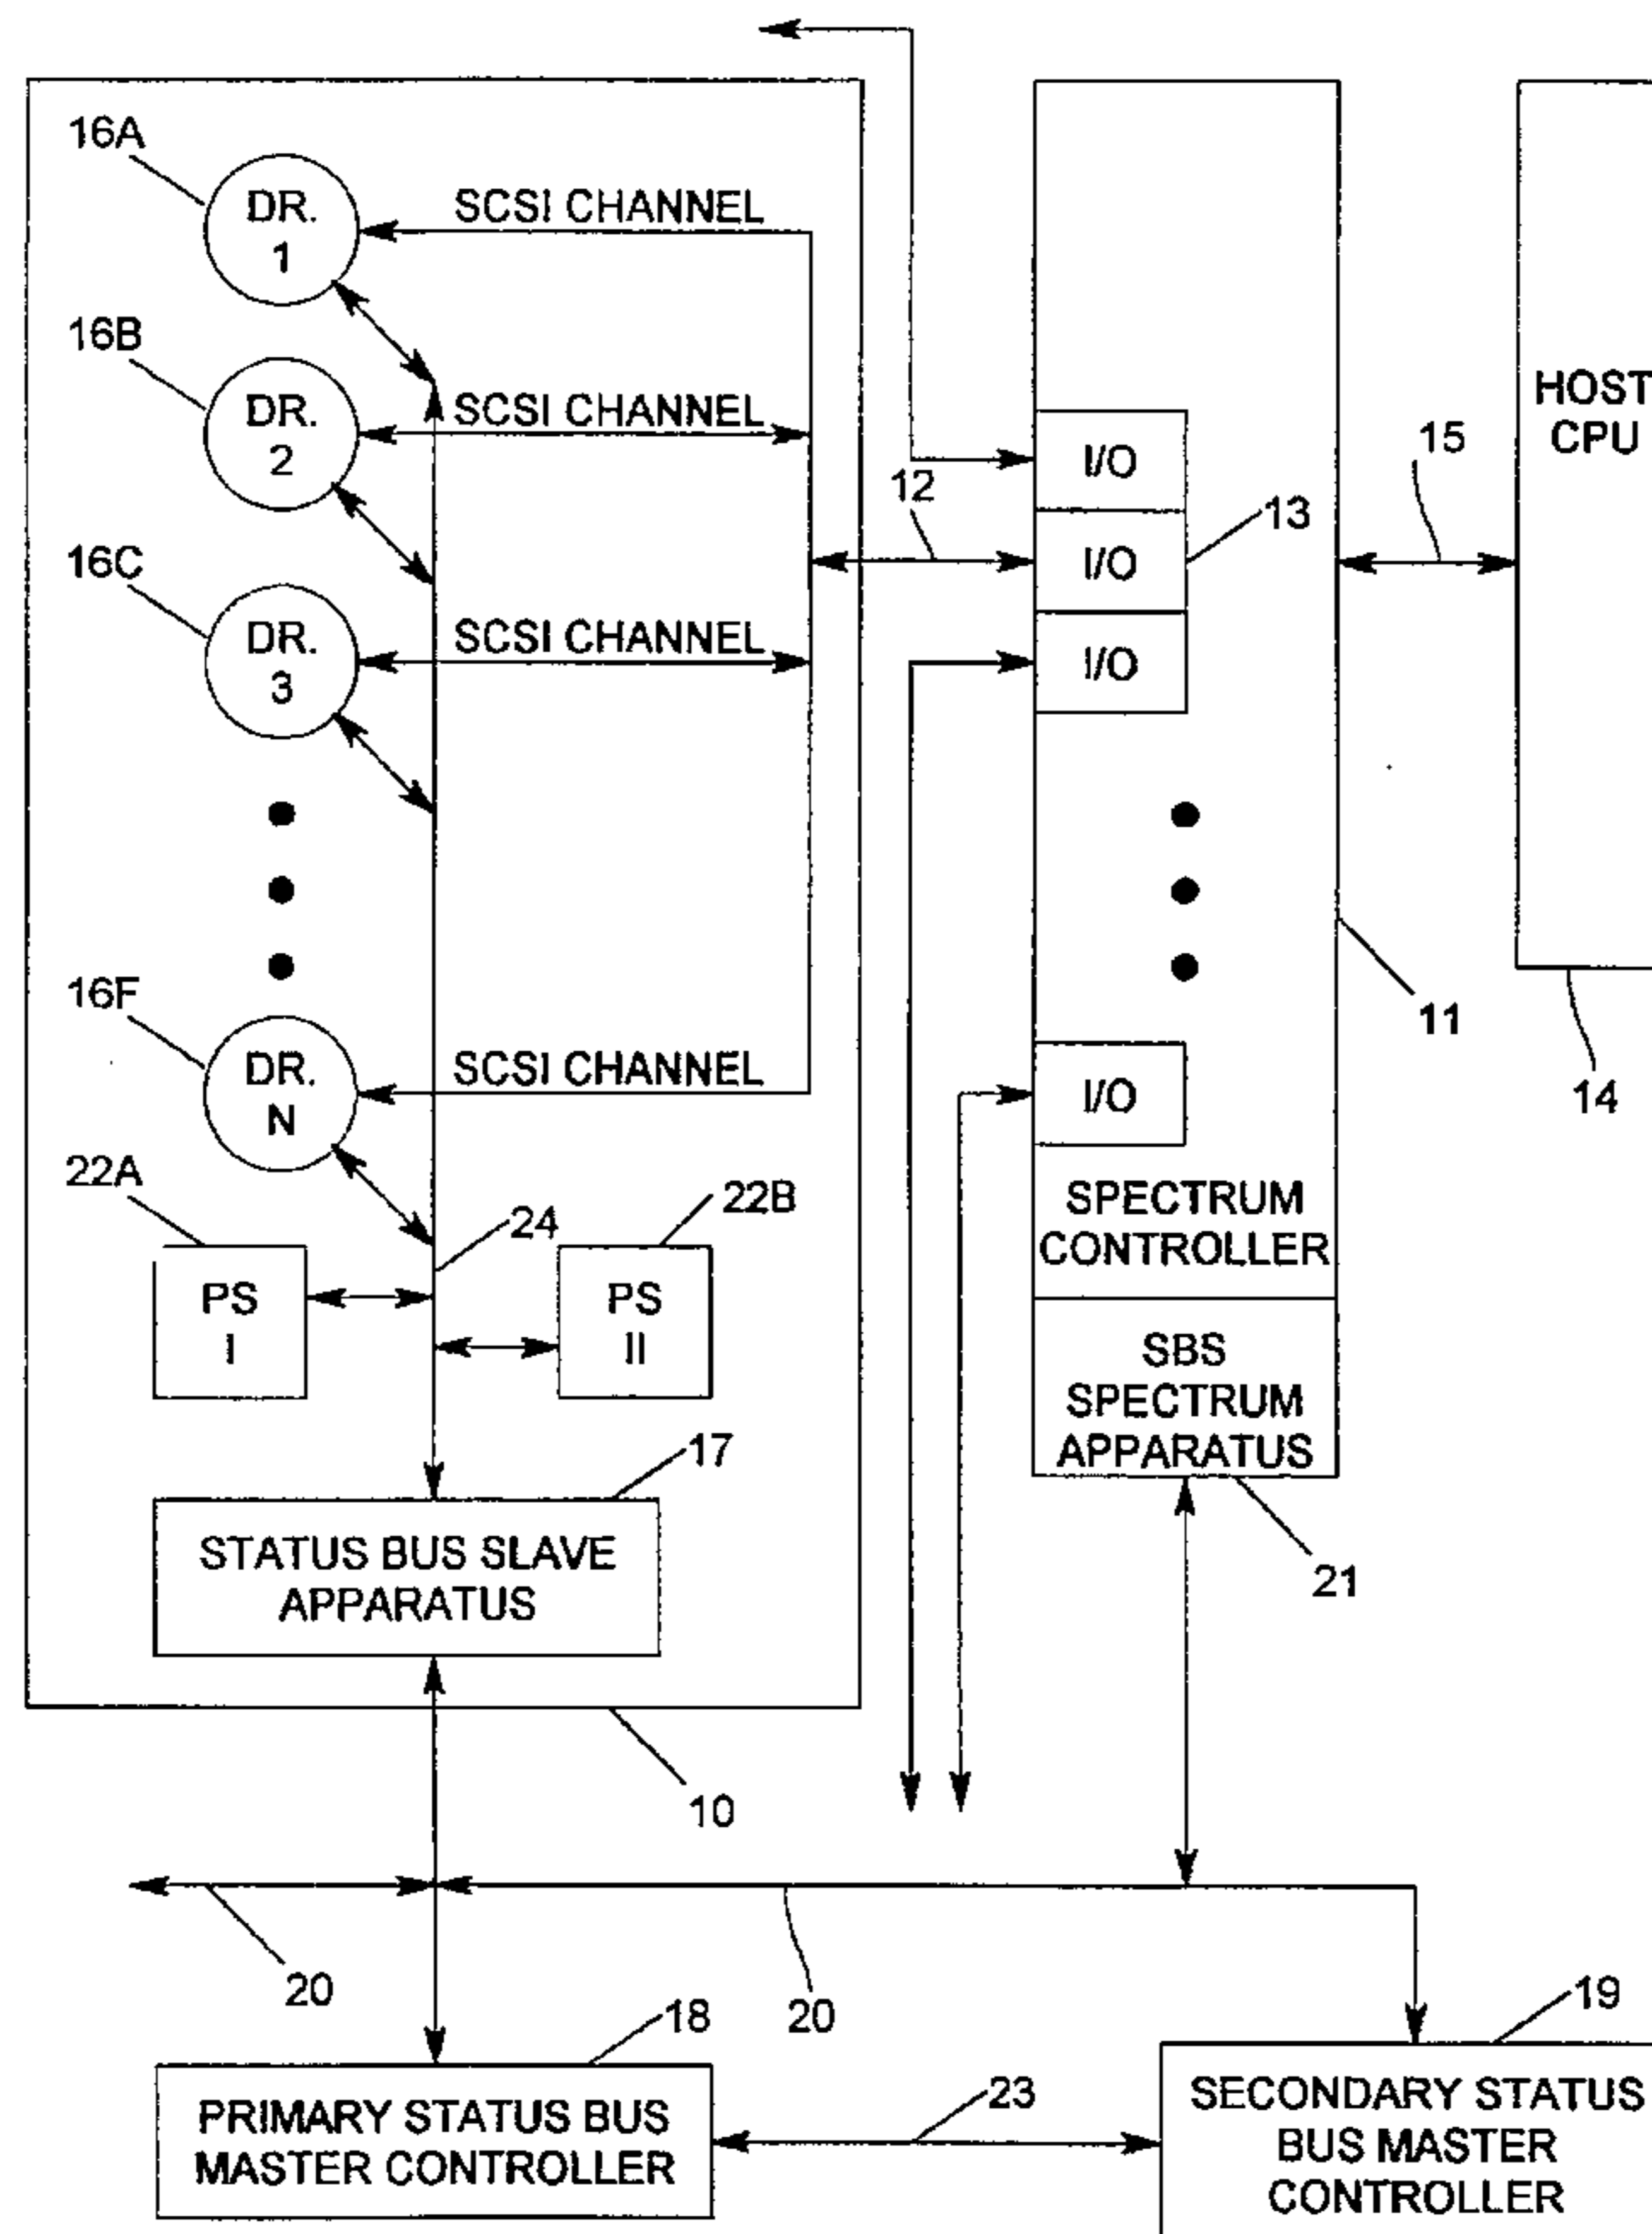 16A
DR.
1
SCSI CHANNEL
16B
DR.
2
SCSI CHANNEL
16C
DR.
3
SCSI CHANNEL
16F
DR.
N
SCSI CHANNEL
22A
PS
I
24
22B
PS
II
17
STATUS BUS SLAVE
APPARATUS
10
12
I/O
I/O
I/O
13
I/O
SPECTRUM
CONTROLLER
11
SBS
SPECTRUM
APPARATUS
21
15
HOST
CPU
14
20
20
18
PRIMARY STATUS BUS
MASTER CONTROLLER
23
19
SECONDARY STATUS
BUS MASTER
CONTROLLER